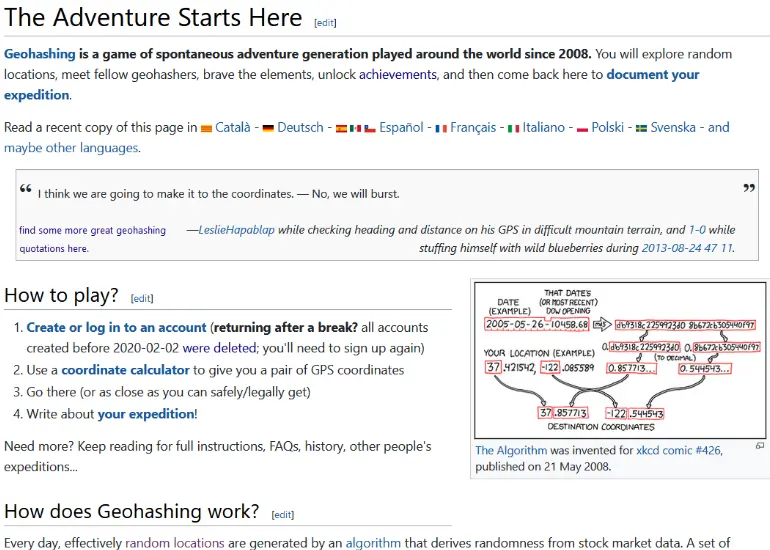 The Adventure Starts Here [edit]
Geohashing is a game of spontaneous adventure generation played around the world since 2008. You will explore random
locations, meet fellow geohashers, brave the elements, unlock achievements, and then come back here to document your
expedition.
Read a recent copy of this page in Català - Deutsch - Español - Français - Italiano - Polski - Svenska - and
maybe other languages.
“ I think we are going to make it to the coordinates. — No, we will burst. ”
find some more great geohashing
quotations here.
—LeslieHapablap while checking heading and distance on his GPS in difficult mountain terrain, and 1-0 while
stuffing himself with wild blueberries during 2013-08-24 47 11.
How to play? [edit]
1. Create or log in to an account (returning after a break? all accounts
created before 2020-02-02 were deleted; you'll need to sign up again)
2. Use a coordinate calculator to give you a pair of GPS coordinates
3. Go there (or as close as you can safely/legally get)
4. Write about your expedition!
Need more? Keep reading for full instructions, FAQs, history, other people's
expeditions...
DATE
(EXAMPLE)
THAT DATE'S
(OR MOST RECENT)
DOW OPENING
2005-05-26-10458.68
md5
db9318c2259923d0 8b672cb305440f97
0.db9318c2259923d0 0.8b672cb305440f97
(TO DECIMAL)
YOUR LOCATION (EXAMPLE)
37.421542, -122.085589
0.857713... 0.544543...
37.857713 -122.544543
DESTINATION COORDINATES
The Algorithm was invented for xkcd comic #426,
published on 21 May 2008.
How does Geohashing work? [edit]
Every day, effectively random locations are generated by an algorithm that derives randomness from stock market data. A set of